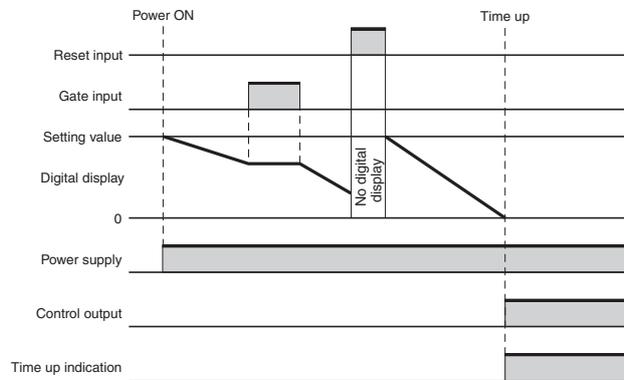 Power ON
Time up
Reset input
Gate input
Setting value
Digital display
No digital
display
0
Power supply
Control output
Time up indication